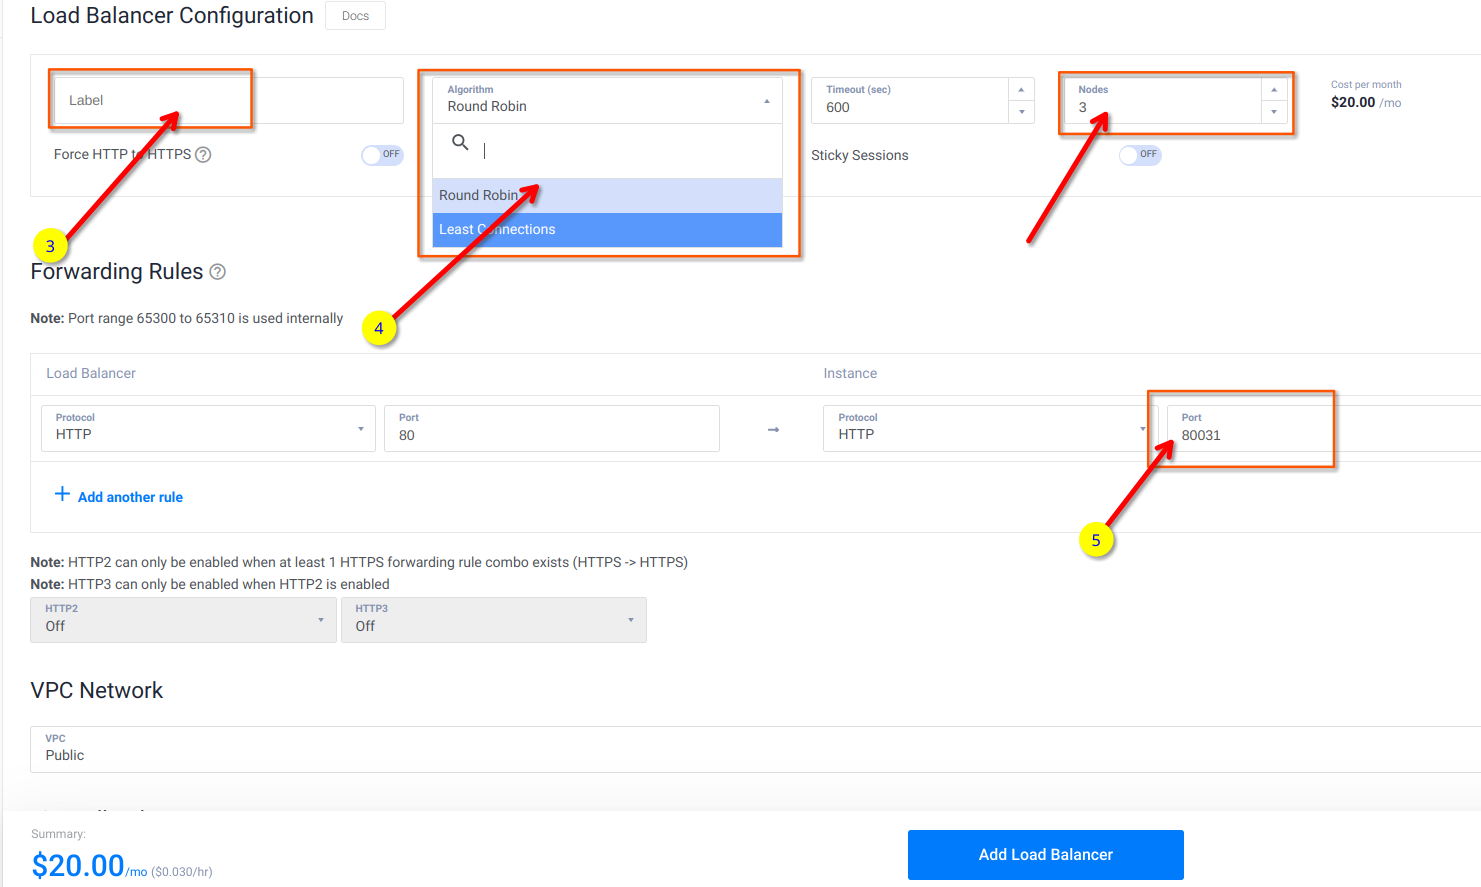 Load Balancer Configuration
Docs
Label
Algorithm
Round Robin
Timeout (sec)
600
Nodes
3
Cost per month
$20.00 /mo
Force HTTP to HTTPS ?
OFF
Sticky Sessions
OFF
Round Robin
Least Connections
3
4
Forwarding Rules ?
Note: Port range 65300 to 65310 is used internally
Load Balancer
Instance
Protocol
HTTP
Port
80
→
Protocol
HTTP
Port
80031
+ Add another rule
5
Note: HTTP2 can only be enabled when at least 1 HTTPS forwarding rule combo exists (HTTPS -> HTTPS)
Note: HTTP3 can only be enabled when HTTP2 is enabled
HTTP2
Off
HTTP3
Off
VPC Network
VPC
Public
Summary:
$20.00/mo ($0.030/hr)
Add Load Balancer